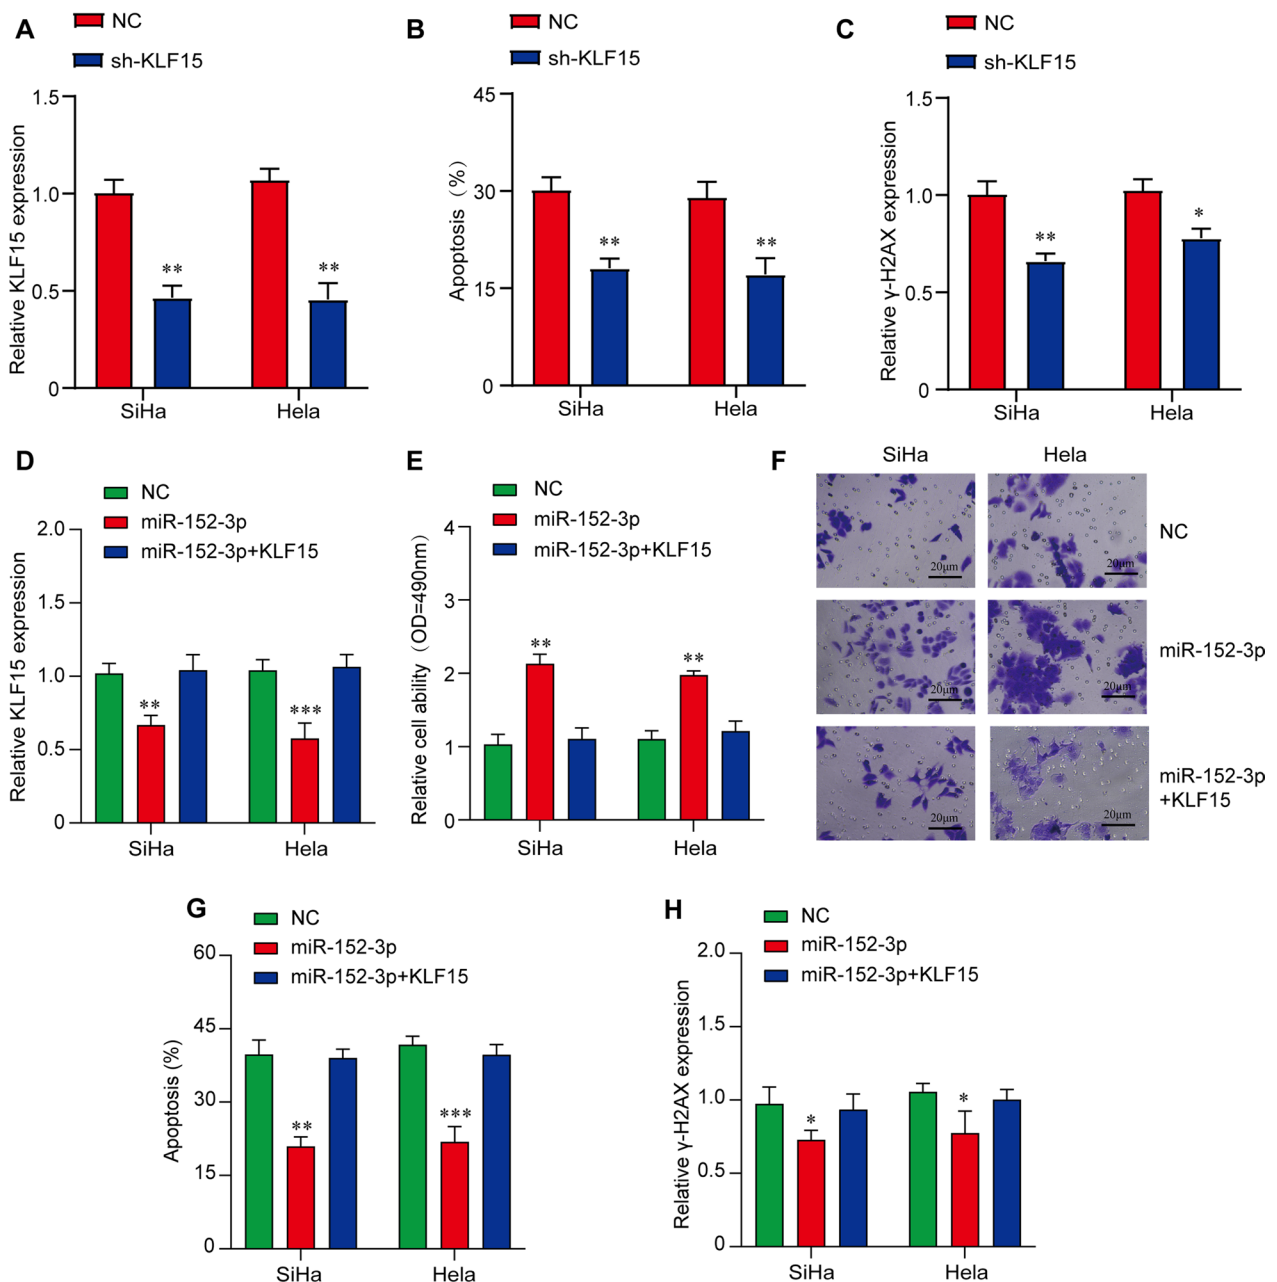 A
NC
sh-KLF15
Relative KLF15 expression
1.5
1.0
0.5
0
**
**
SiHa
Hela
B
NC
sh-KLF15
Apoptosis (%)
45
30
15
0
**
**
SiHa
Hela
C
NC
sh-KLF15
Relative γ-H2AX expression
1.5
1.0
0.5
0
**
*
SiHa
Hela
D
NC
miR-152-3p
miR-152-3p+KLF15
Relative KLF15 expression
2.0
1.5
1.0
0.5
0
**
***
SiHa
Hela
E
NC
miR-152-3p
miR-152-3p+KLF15
Relative cell ability (OD=490nm)
4
3
2
1
0
**
**
SiHa
Hela
F
SiHa
Hela
20μm
20μm
NC
20μm
20μm
miR-152-3p
20μm
20μm
miR-152-3p
+KLF15
G
NC
miR-152-3p
miR-152-3p+KLF15
Apoptosis (%)
60
45
30
15
0
**
***
SiHa
Hela
H
NC
miR-152-3p
miR-152-3p+KLF15
Relative γ-H2AX expression
2.0
1.5
1.0
0.5
0
*
*
SiHa
Hela